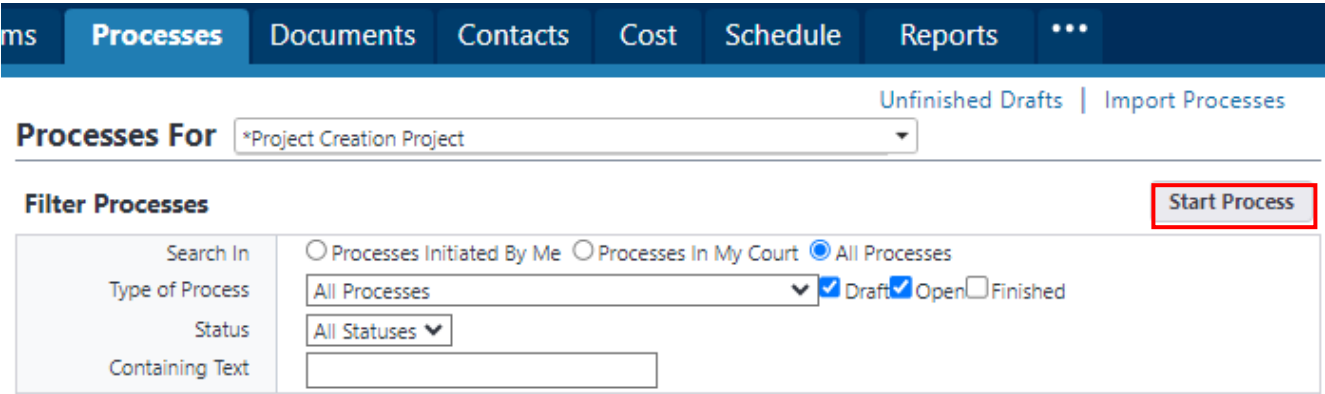 ms Processes Documents Contacts Cost Schedule Reports •••
Unfinished Drafts | Import Processes
Processes For *Project Creation Project
Filter Processes Start Process
Search In Processes Initiated By Me Processes In My Court All Processes
Type of Process All Processes Draft Open Finished
Status All Statuses
Containing Text